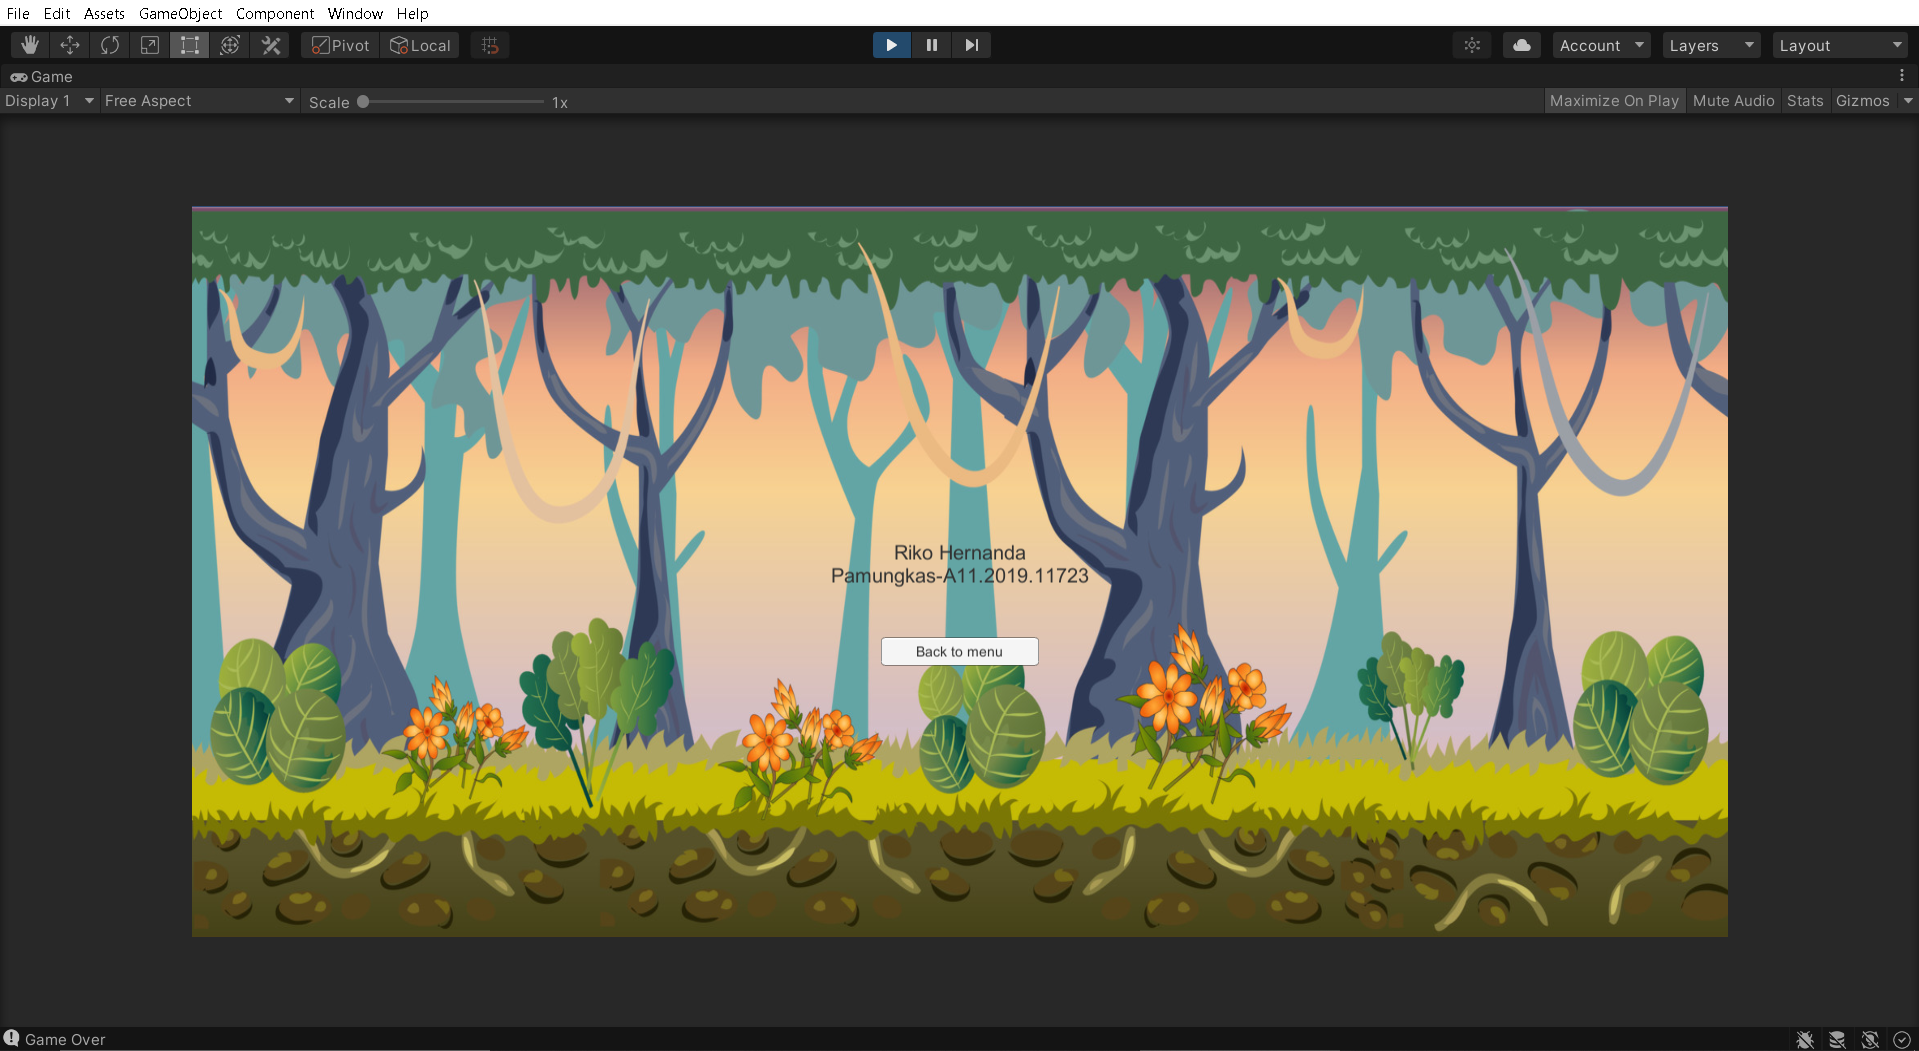 File Edit Assets GameObject Component Window Help
Pivot Local Account Layers Layout
Game
Display 1 Free Aspect Scale 1x Maximize On Play Mute Audio Stats Gizmos
Riko Hernanda
Pamungkas-A11.2019.11723
Back to menu
Game Over